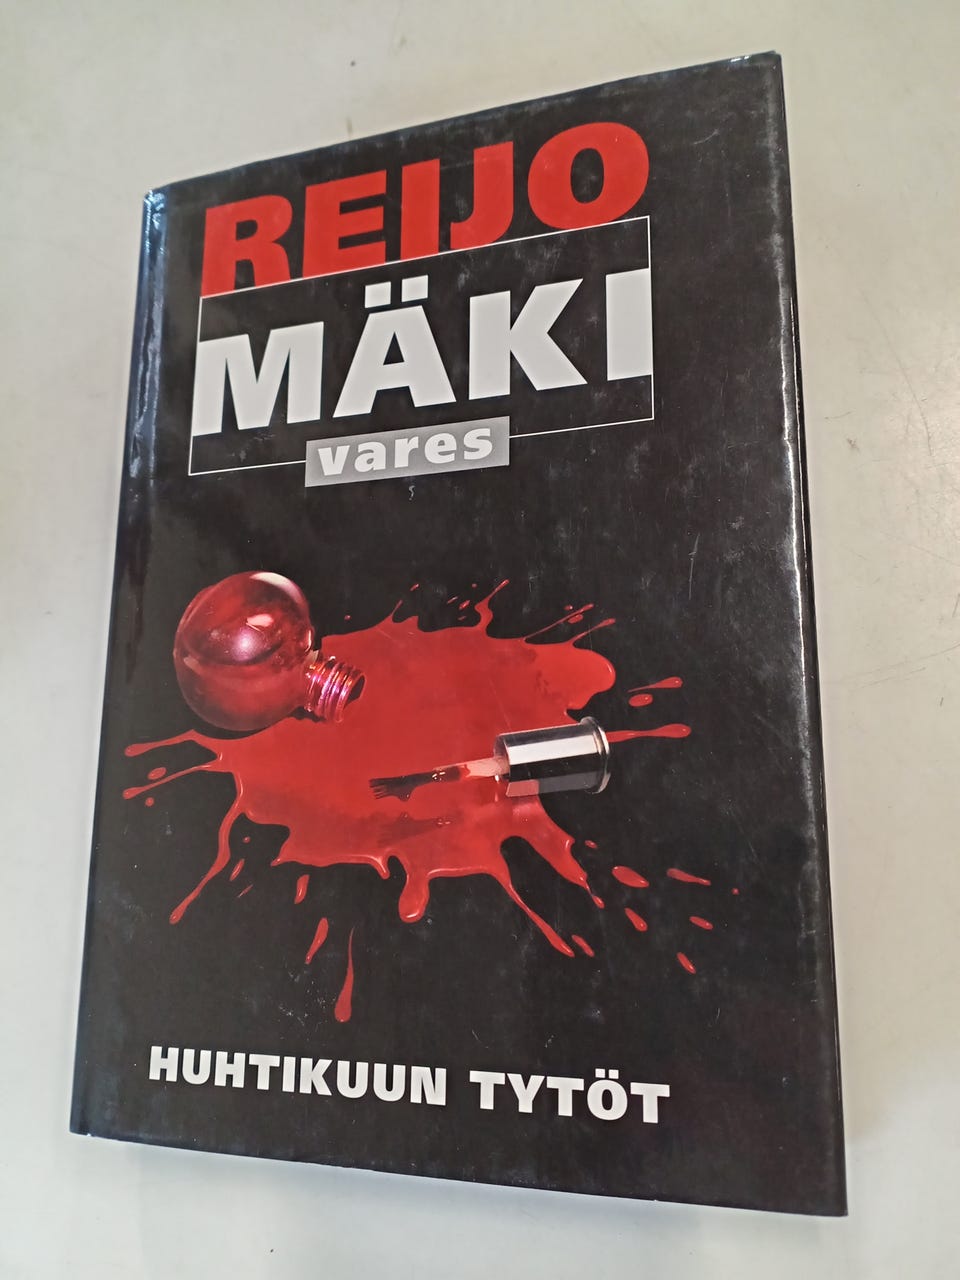 REIJO
MÄKI
vares
HUHTIKUUN TYTÖT